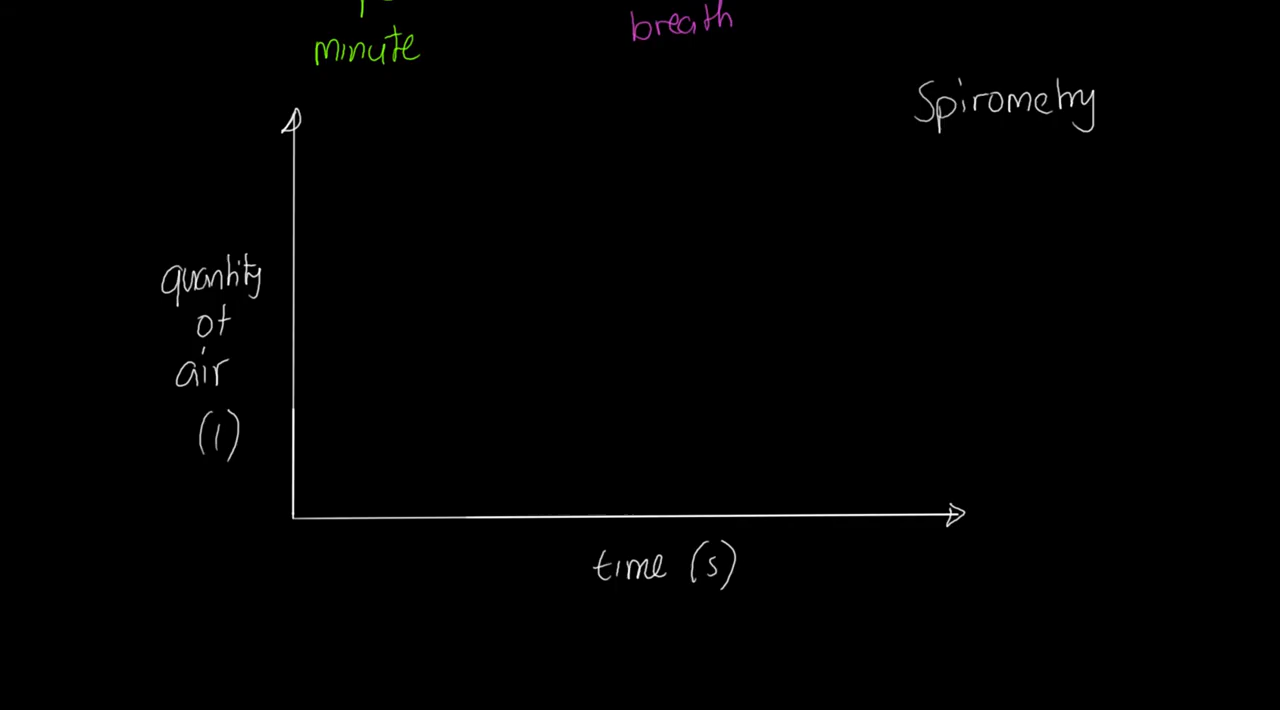 minute
breath
Spirometry
quantity
of
air
(l)
time (s)